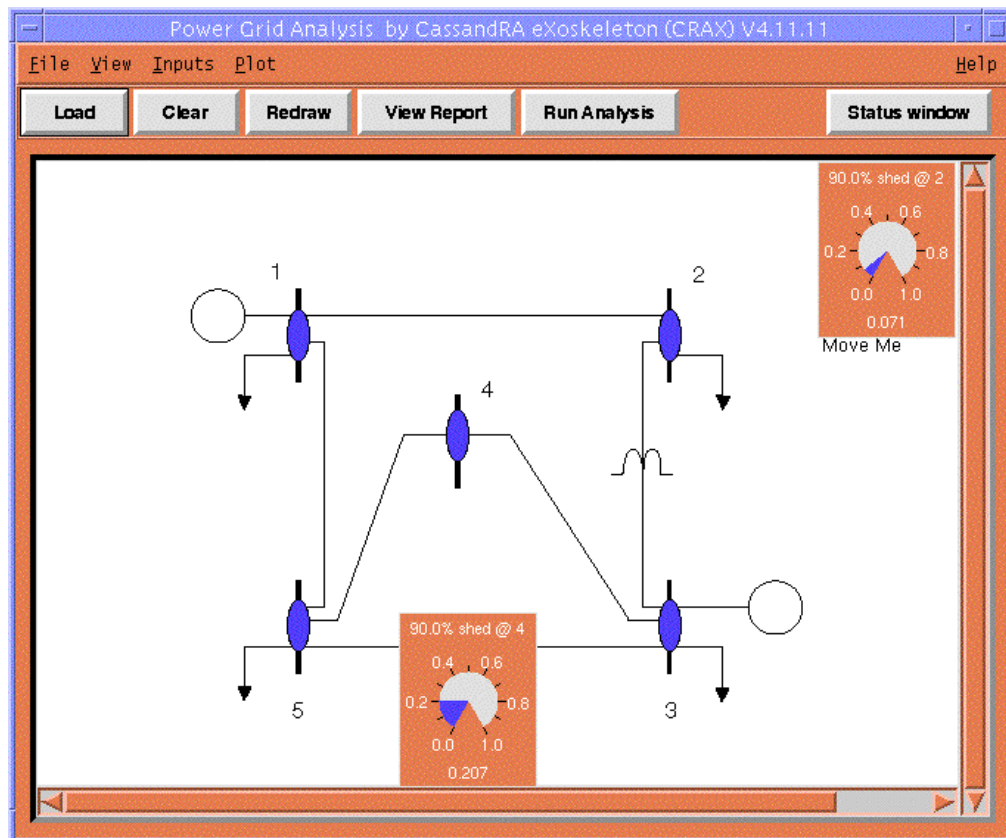 Power Grid Analysis by CassandRA eXoskeleton (CRAX) V4.11.11
File View Inputs Plot Help
Load Clear Redraw View Report Run Analysis Status window
90.0% shed @ 2
0.4 0.6
0.2 0.8
0.0 1.0
0.071
Move Me
1
2
4
90.0% shed @ 4
0.4 0.6
0.2 0.8
0.0 1.0
0.207
5
3